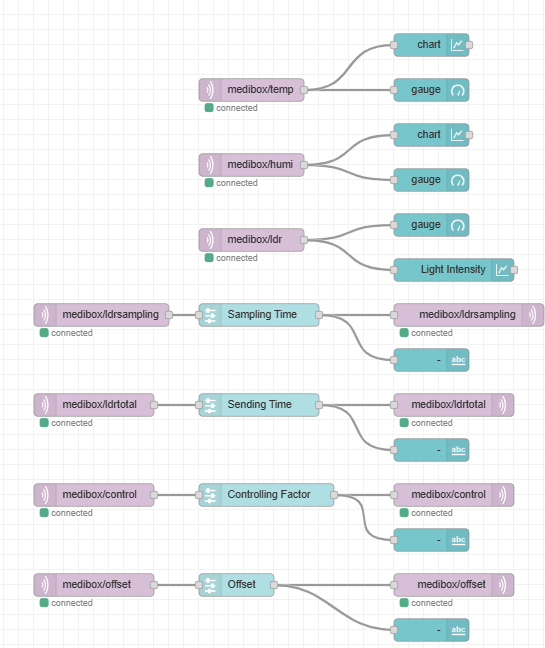 chart
medibox/temp
gauge
connected
chart
medibox/humi
gauge
connected
gauge
medibox/ldr
connected
Light Intensity
medibox/ldrsampling
Sampling Time
medibox/ldrsampling
connected
connected
-
abc
medibox/ldrtotal
Sending Time
medibox/ldrtotal
connected
connected
-
abc
medibox/control
Controlling Factor
medibox/control
connected
connected
-
abc
medibox/offset
Offset
medibox/offset
connected
connected
-
abc